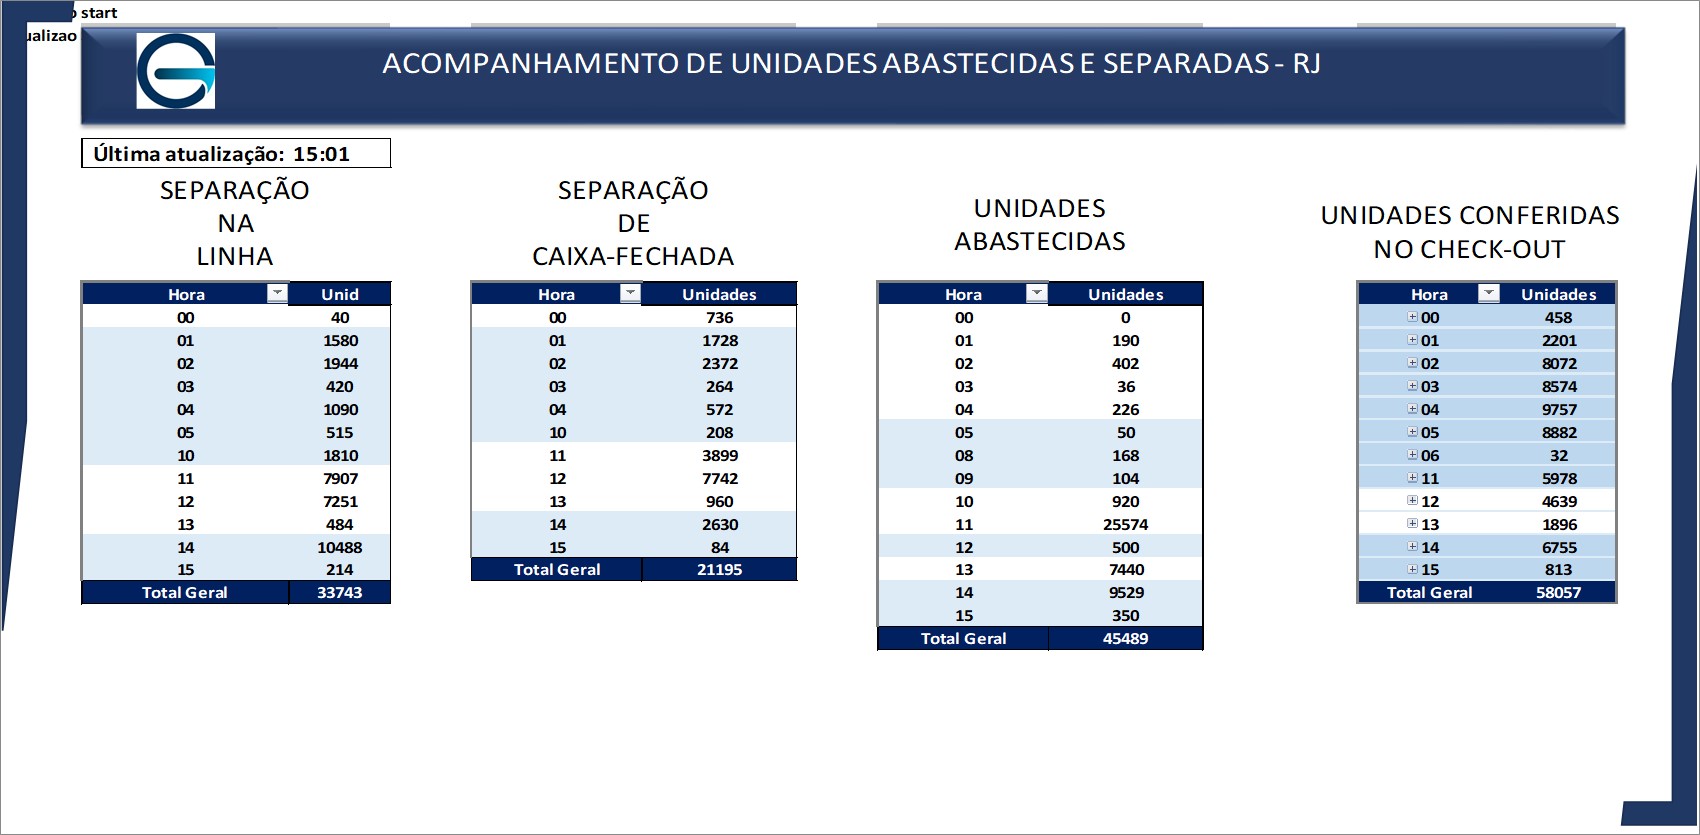 start
ualizao
ACOMPANHAMENTO DE UNIDADES ABASTECIDAS E SEPARADAS - RJ
Última atualização: 15:01
SEPARAÇÃO
NA
LINHA
Hora Unid
00 40
01 1580
02 1944
03 420
04 1090
05 515
10 1810
11 7907
12 7251
13 484
14 10488
15 214
Total Geral 33743
SEPARAÇÃO
DE
CAIXA-FECHADA
Hora Unidades
00 736
01 1728
02 2372
03 264
04 572
10 208
11 3899
12 7742
13 960
14 2630
15 84
Total Geral 21195
UNIDADES
ABASTECIDAS
Hora Unidades
00 0
01 190
02 402
03 36
04 226
05 50
08 168
09 104
10 920
11 25574
12 500
13 7440
14 9529
15 350
Total Geral 45489
UNIDADES CONFERIDAS
NO CHECK-OUT
Hora Unidades
00 458
01 2201
02 8072
03 8574
04 9757
05 8882
06 32
11 5978
12 4639
13 1896
14 6755
15 813
Total Geral 58057